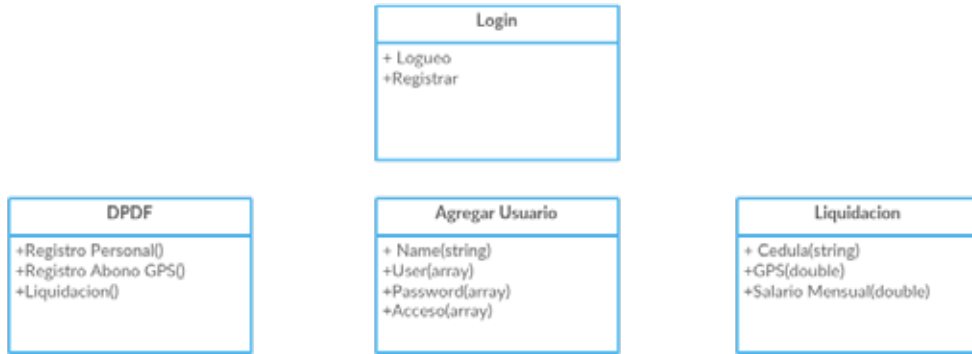 Login
+ Logueo
+Registrar
DPDF
+Registro Personal()
+Registro Abono GPS()
+Liquidacion()
Agregar Usuario
+ Name(string)
+User(array)
+Password(array)
+Acceso(array)
Liquidacion
+ Cedula(string)
+GPS(double)
+Salario Mensual(double)